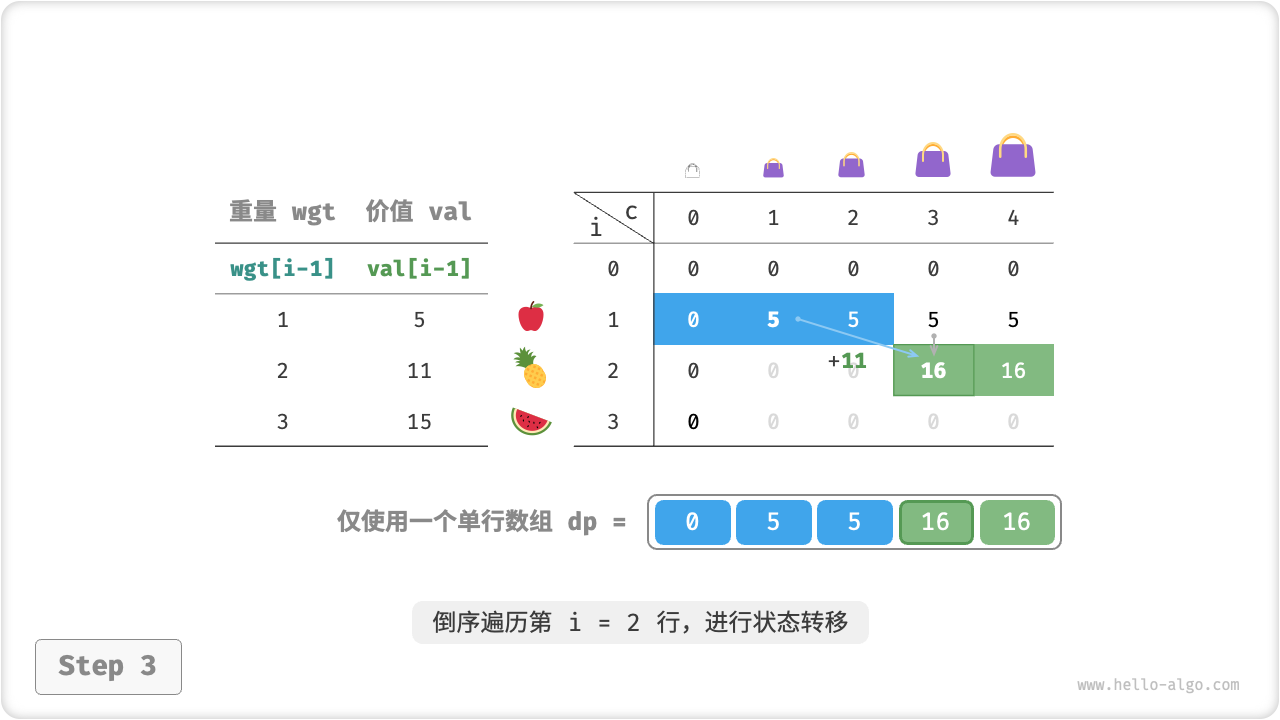 重量 wgt 价值 val
wgt[i-1] val[i-1]
1 5
2 11
3 15
i c 0 1 2 3 4
0 0 0 0 0 0
1 0 5 5 5 5
2 0 0 0 16 16
+11
3 0 0 0 0 0
仅使用一个单行数组 dp = 0 5 5 16 16
倒序遍历第 i = 2 行，进行状态转移
Step 3
www.hello-algo.com